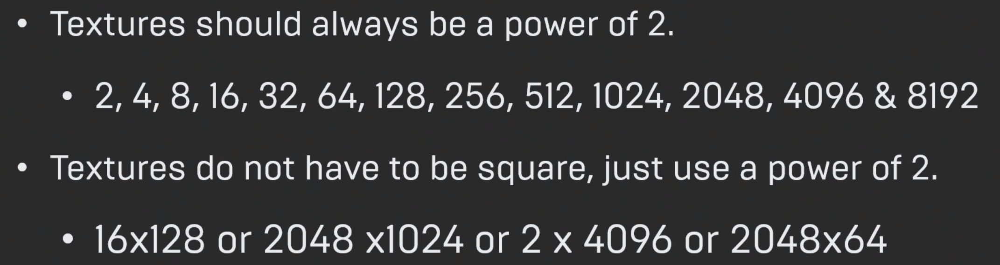 • Textures should always be a power of 2.
• 2, 4, 8, 16, 32, 64, 128, 256, 512, 1024, 2048, 4096 & 8192
• Textures do not have to be square, just use a power of 2.
• 16x128 or 2048 x1024 or 2 x 4096 or 2048x64